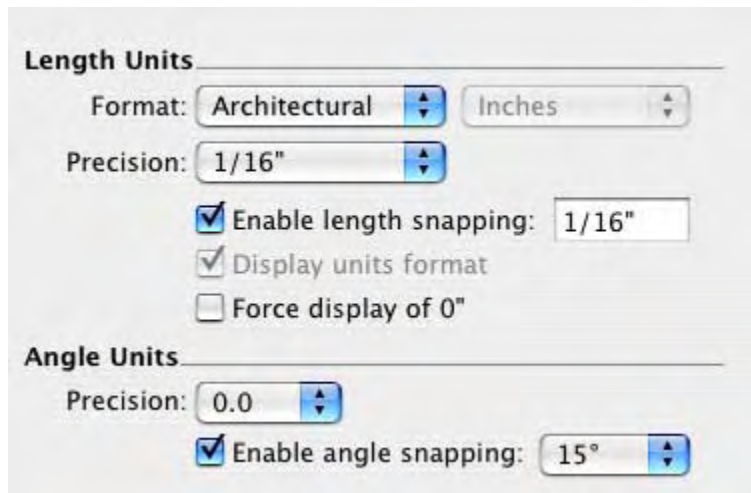 Length Units
Format: Architectural Inches
Precision: 1/16"
Enable length snapping: 1/16"
Display units format
Force display of 0"
Angle Units
Precision: 0.0
Enable angle snapping: 15°